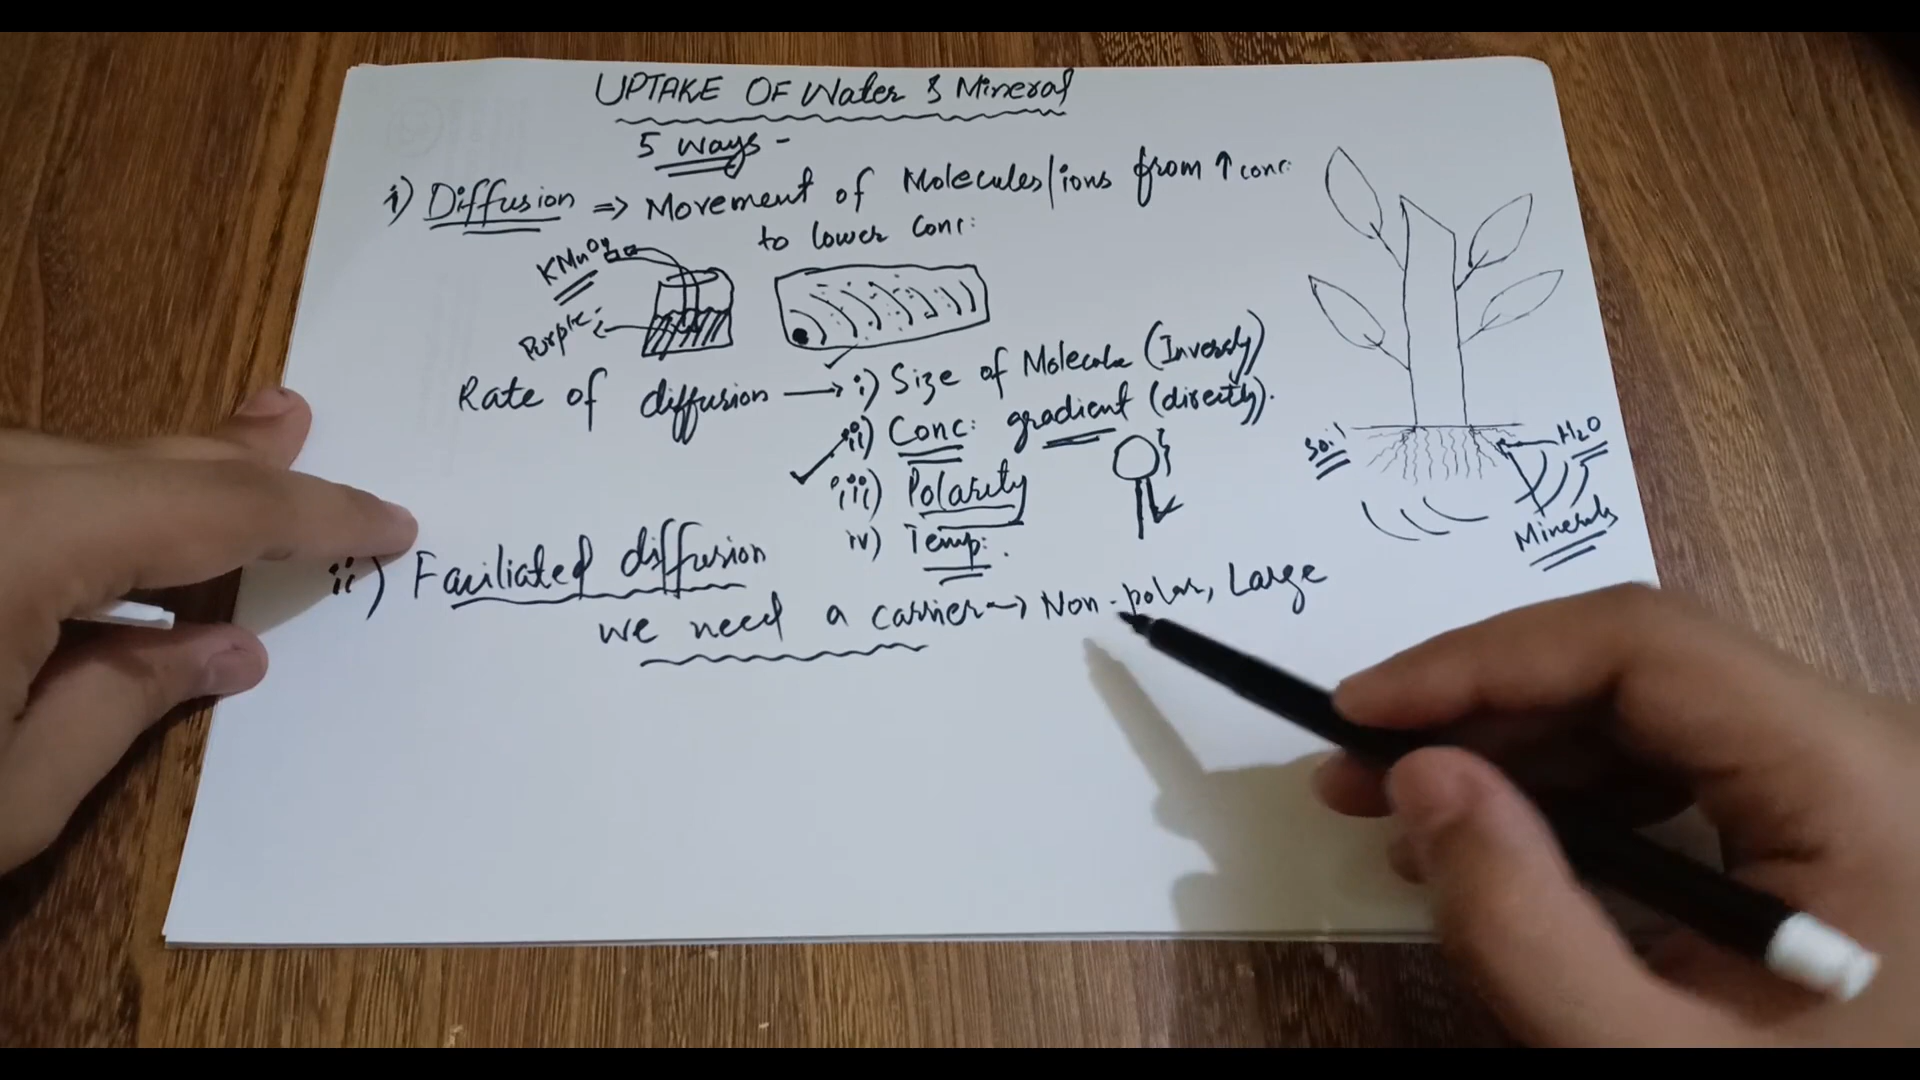 UPTAKE OF Water & Mineral
5 ways -
i) Diffusion => Movement of Molecules/ions from ↑ conc:
to lower conc:
KMnO4
Purple
Rate of diffusion → i) Size of Molecule (Inversly)
ii) Conc: gradient (directly).
iii) Polarity
iv) Temp:
Soil
H2O
Minerals
ii) Faciliated diffusion
we need a carrier → Non-polar, Large